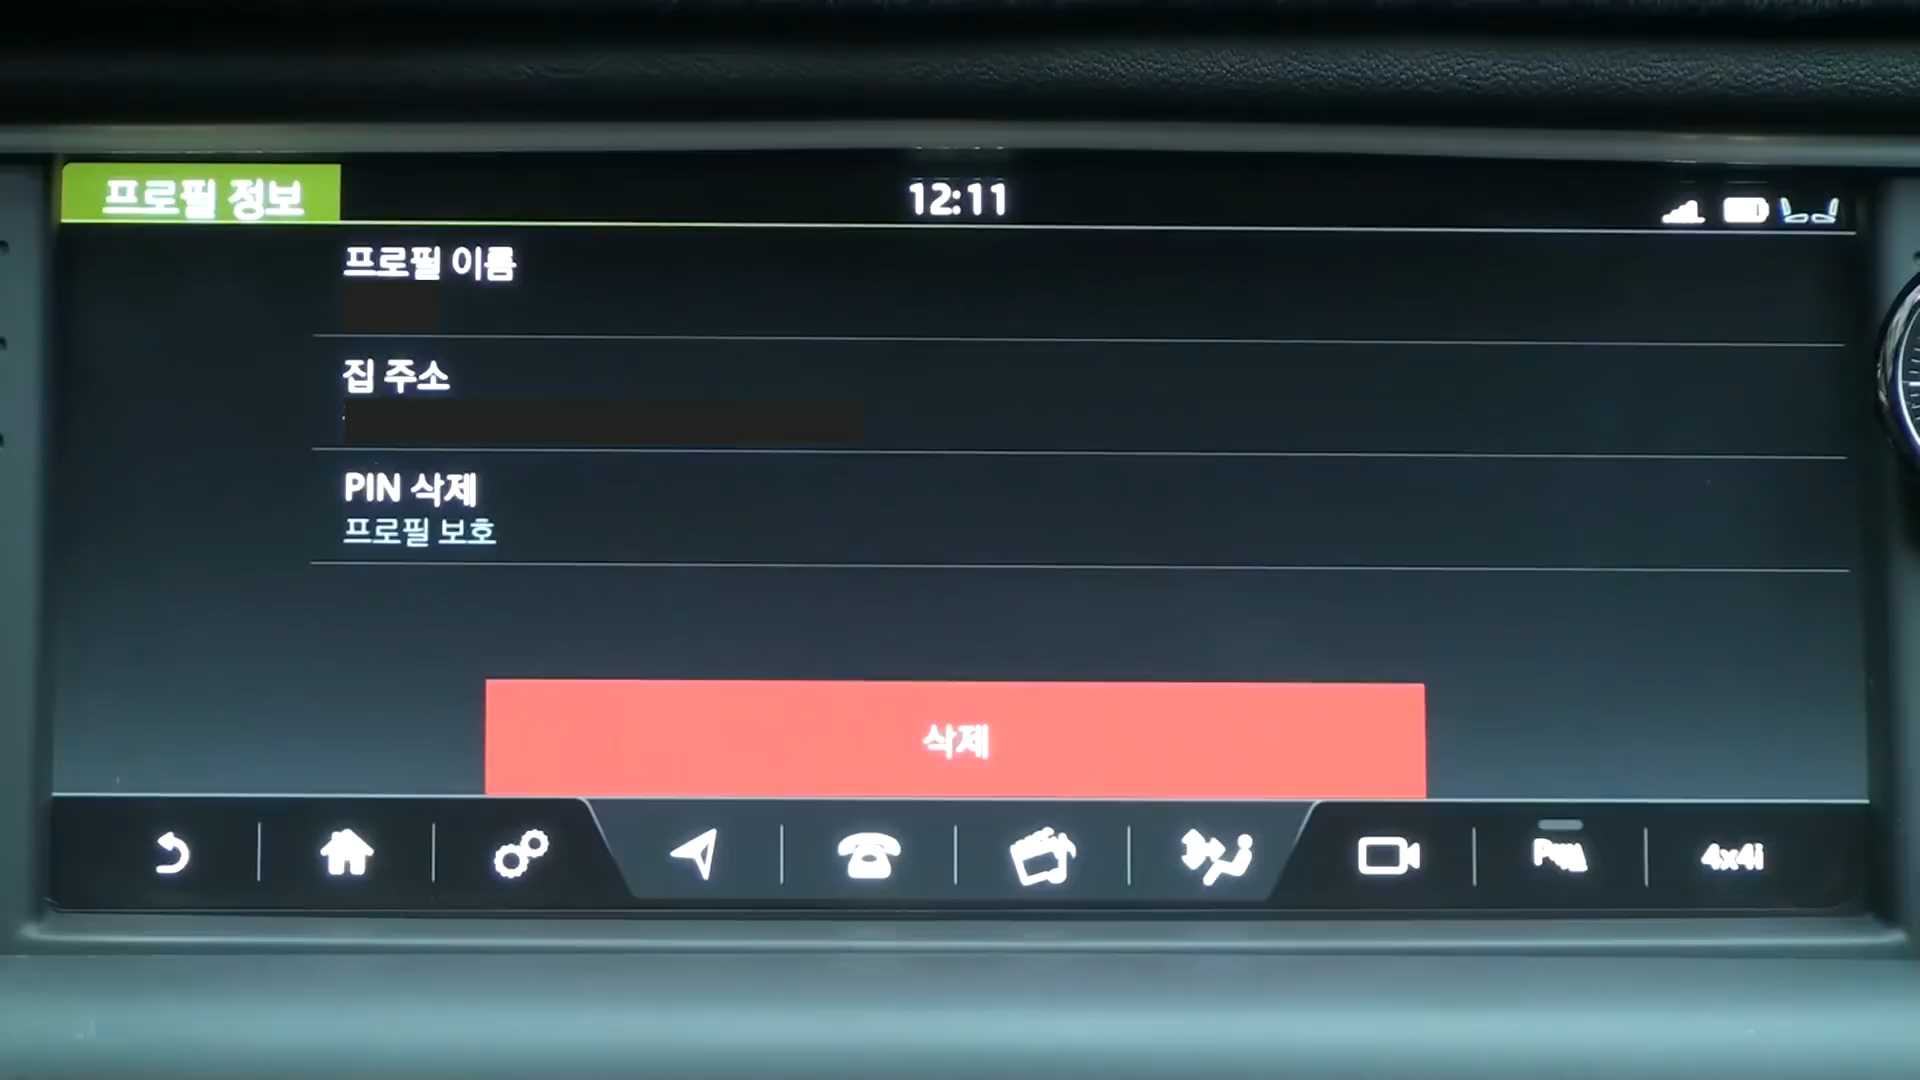 프로필 정보
12:11
프로필 이름
집 주소
PIN 삭제
프로필 보호
삭제
4x4i